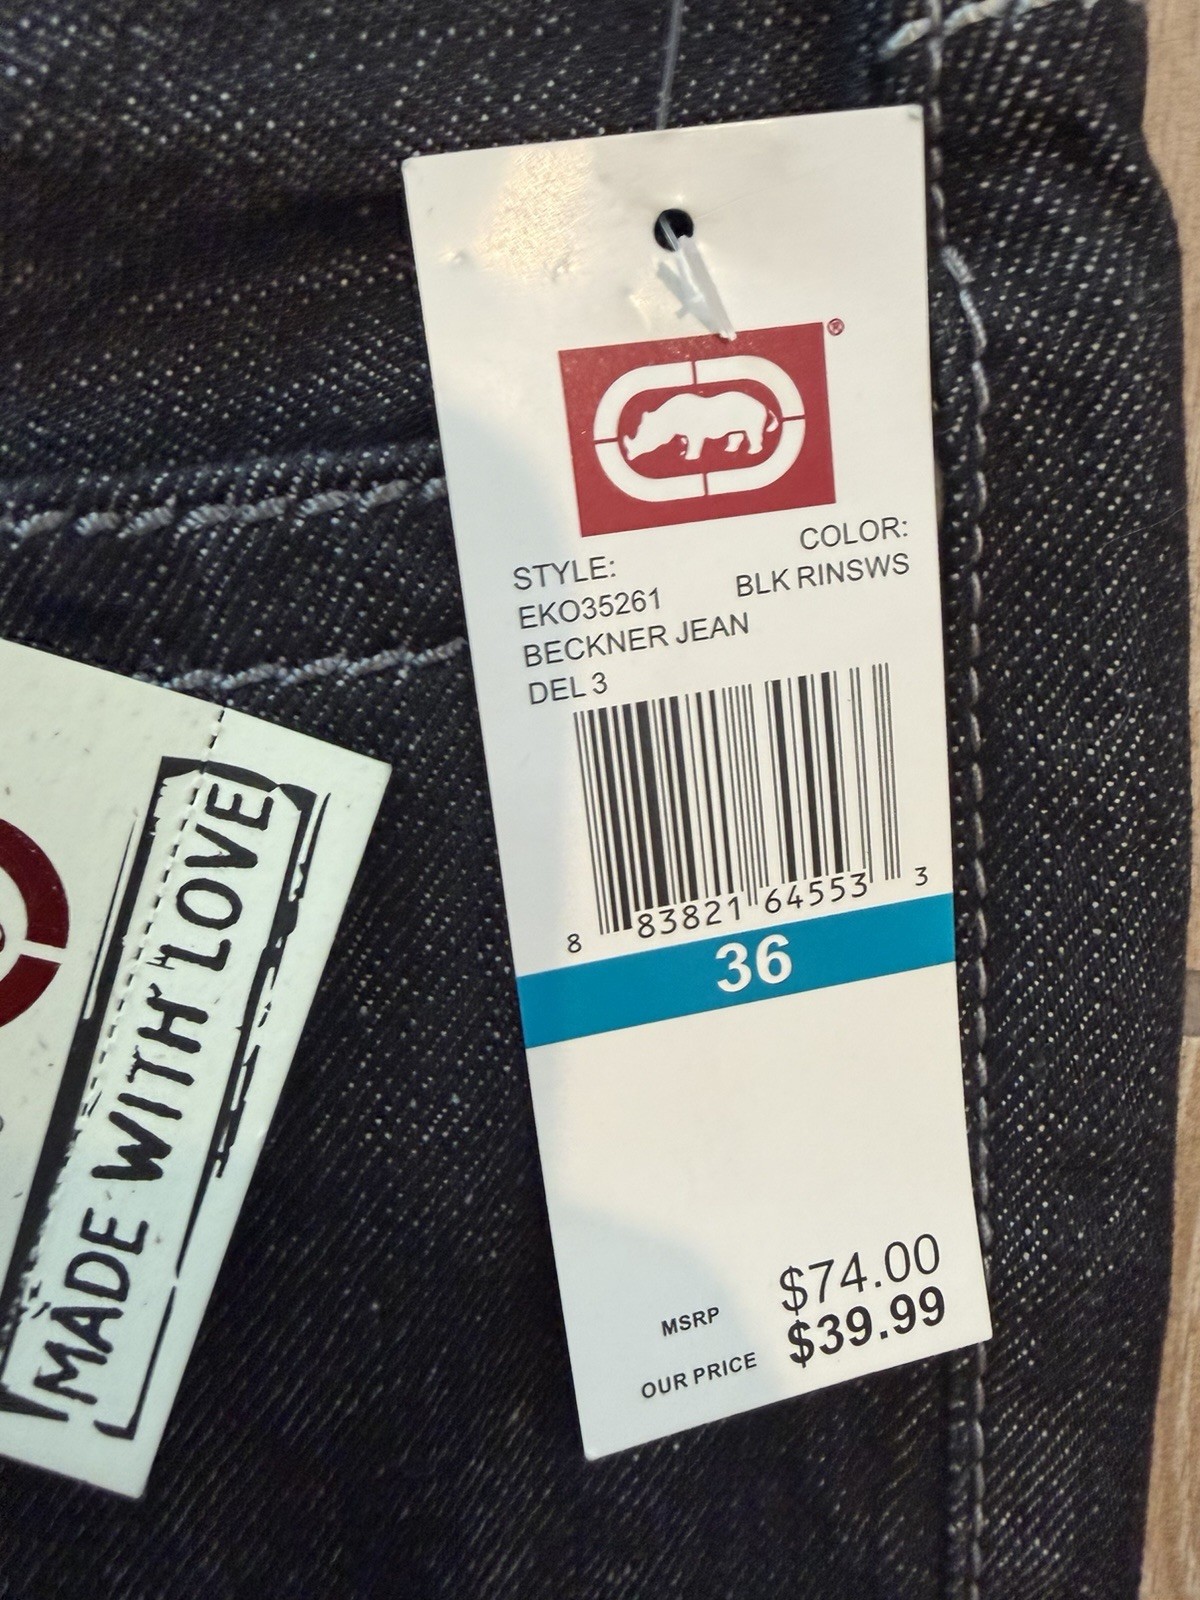 ®
STYLE:
COLOR:
EKO35261
BLK RINSWS
BECKNER JEAN
DEL 3
8 83821 64553 3
36
MSRP $74.00
OUR PRICE $39.99
MADE WITH LOVE